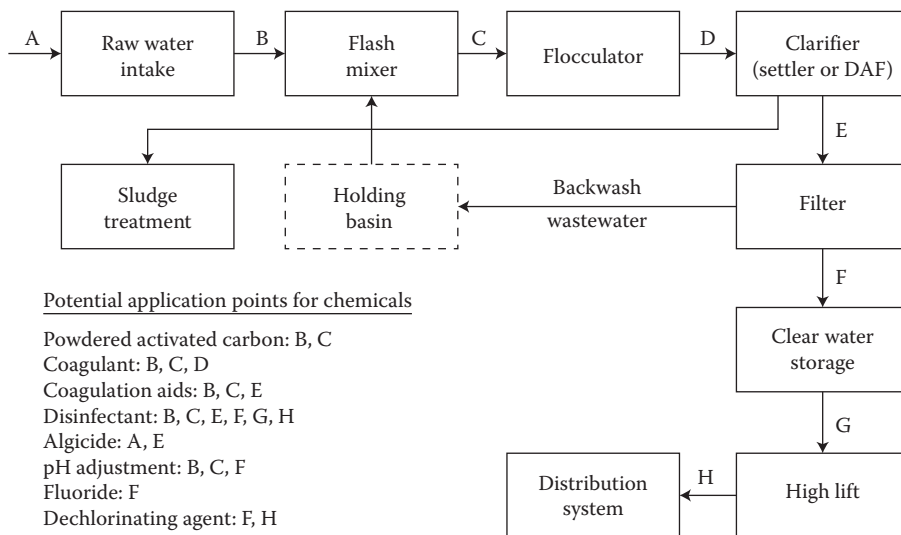 A
Raw water
intake
B
Flash
mixer
C
Flocculator
D
Clarifier
(settler or DAF)
E
Sludge
treatment
Holding
basin
Backwash
wastewater
Filter
F
Clear water
storage
G
High lift
H
Distribution
system
Potential application points for chemicals
Powdered activated carbon: B, C
Coagulant: B, C, D
Coagulation aids: B, C, E
Disinfectant: B, C, E, F, G, H
Algicide: A, E
pH adjustment: B, C, F
Fluoride: F
Dechlorinating agent: F, H